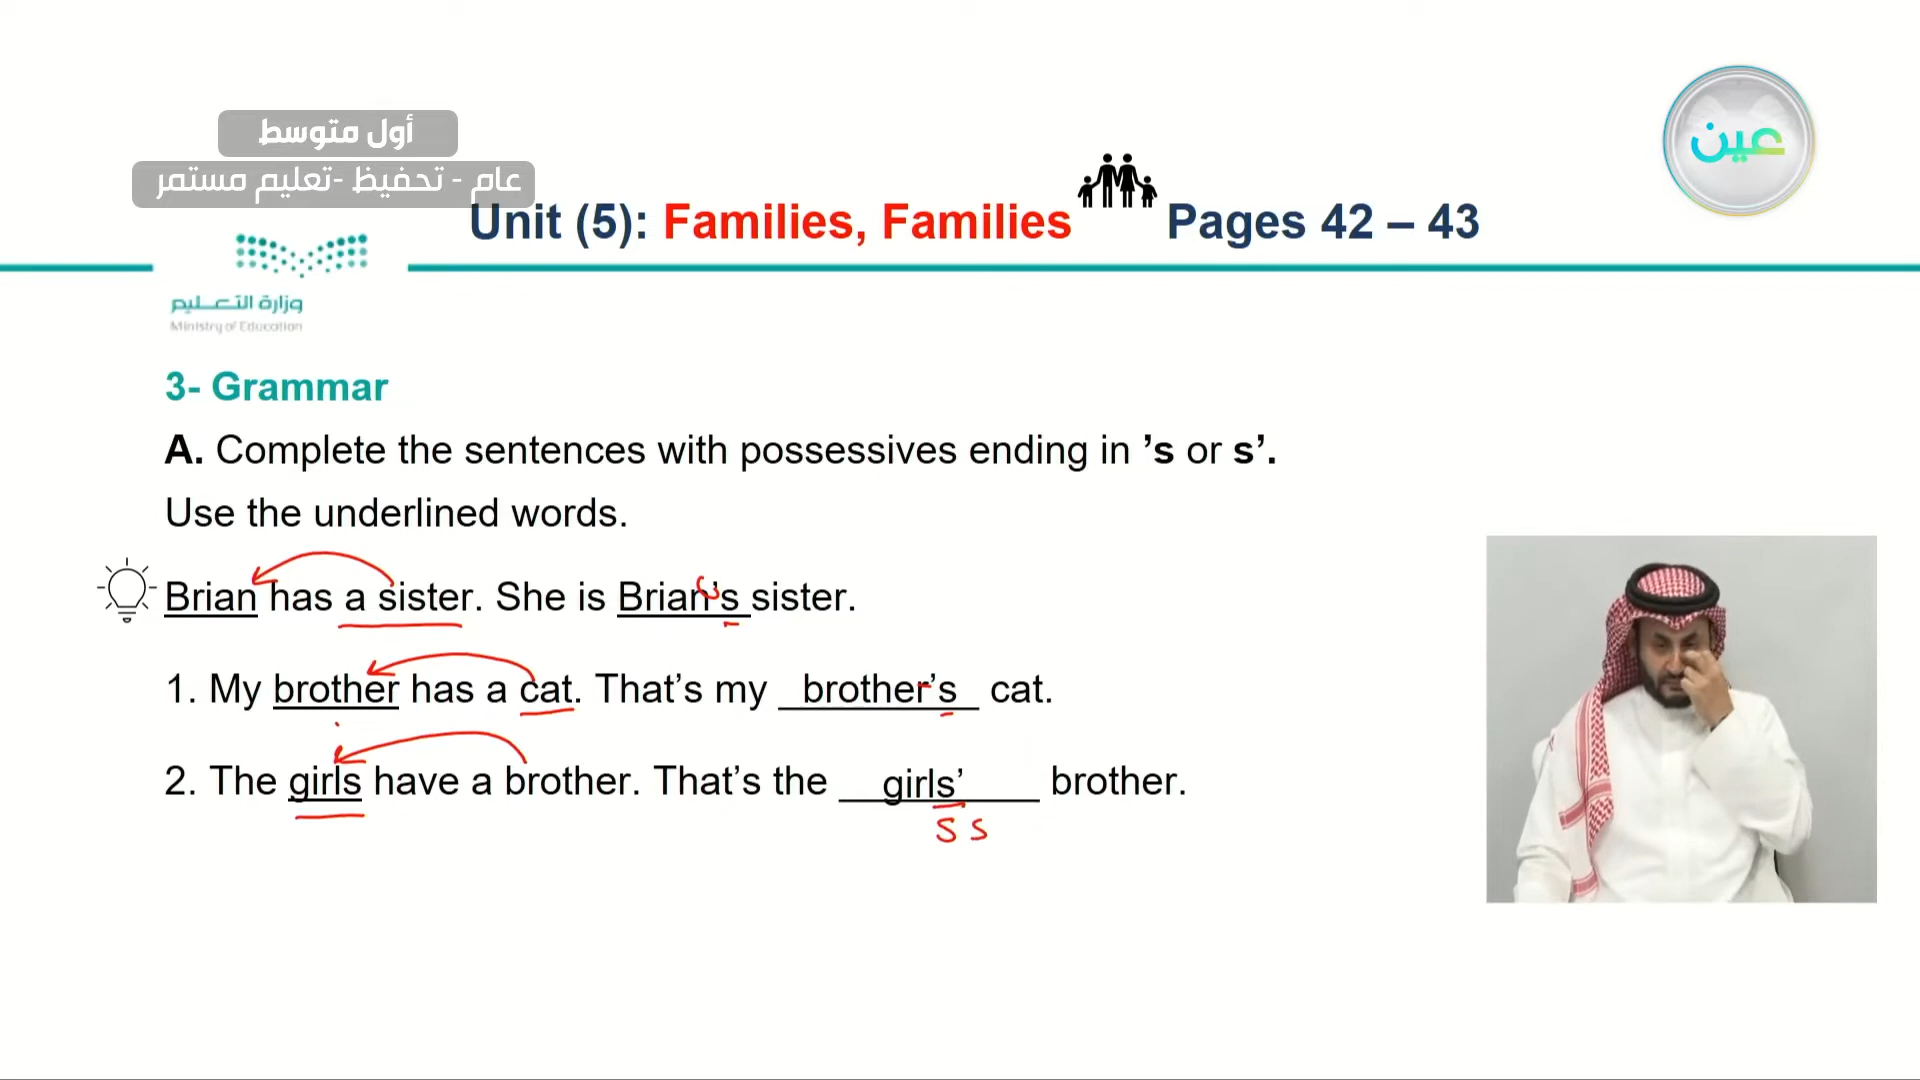 أول متوسط
عام - تحفيظ -تعليم مستمر
عين
Unit (5): Families, Families Pages 42 – 43
وزارة التعليم
Ministry of Education
3- Grammar
A. Complete the sentences with possessives ending in ’s or s’.
Use the underlined words.
Brian has a sister. She is Brian’s sister.
1. My brother has a cat. That’s my brother’s cat.
2. The girls have a brother. That’s the girls’ brother.
s s